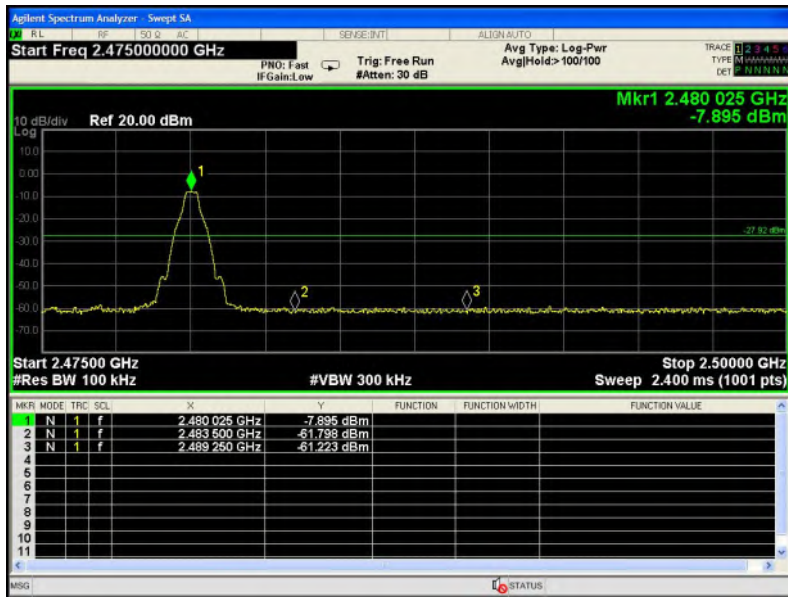 Agilent Spectrum Analyzer - Swept SA
RL RF 50 Ω AC SENSE:INT ALIGN AUTO
Start Freq 2.475000000 GHz
PNO: Fast
IFGain:Low
Trig: Free Run
#Atten: 30 dB
Avg Type: Log-Pwr
Avg|Hold:>100/100
TRACE 1 2 3 4 5 6
TYPE M
DET P N N N N N
Mkr1 2.480 025 GHz
-7.895 dBm
10 dB/div Ref 20.00 dBm
Log
10.0
0.00
-10.0
-20.0
-30.0
-40.0
-50.0
-60.0
-70.0
1
2
3
-27.92 dBm
Start 2.47500 GHz Stop 2.50000 GHz
#Res BW 100 kHz #VBW 300 kHz Sweep 2.400 ms (1001 pts)
MKR MODE TRC SCL X Y FUNCTION FUNCTION WIDTH FUNCTION VALUE
1 N 1 f 2.480 025 GHz -7.895 dBm
2 N 1 f 2.483 500 GHz -61.798 dBm
3 N 1 f 2.489 250 GHz -61.223 dBm
4
5
6
7
8
9
10
11
MSG STATUS